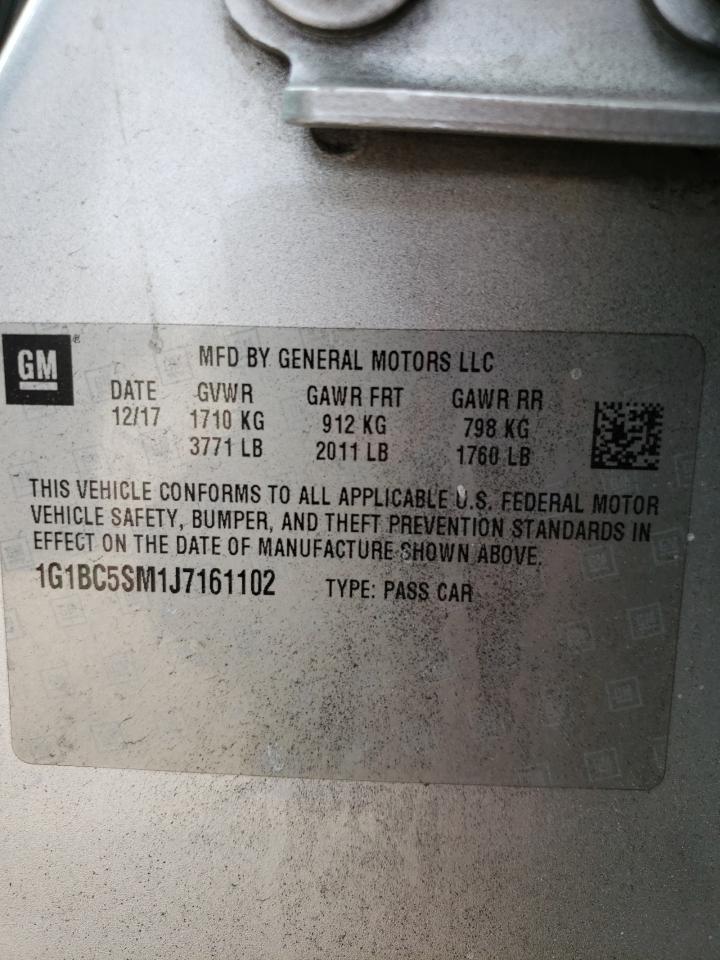 GM ®
MFD BY GENERAL MOTORS LLC
DATE GVWR GAWR FRT GAWR RR
12/17 1710 KG 912 KG 798 KG
3771 LB 2011 LB 1760 LB
THIS VEHICLE CONFORMS TO ALL APPLICABLE U.S. FEDERAL MOTOR
VEHICLE SAFETY, BUMPER, AND THEFT PREVENTION STANDARDS IN
EFFECT ON THE DATE OF MANUFACTURE SHOWN ABOVE.
1G1BC5SM1J7161102 TYPE: PASS CAR